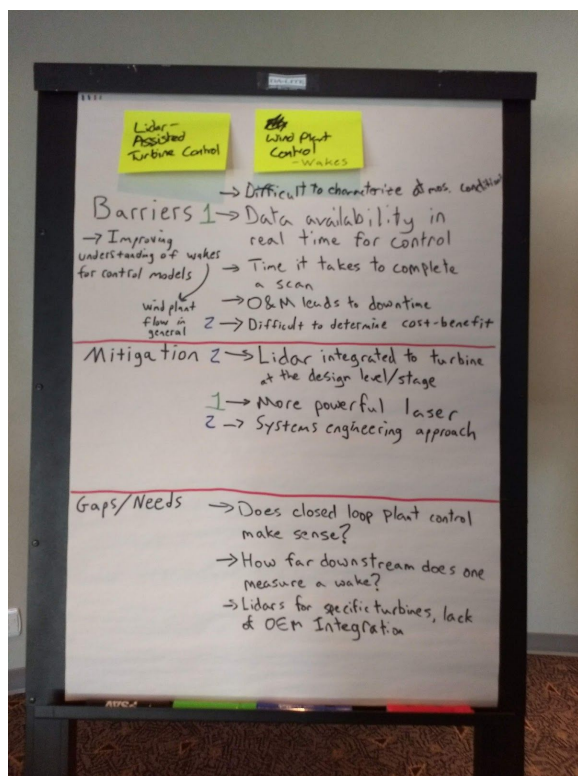 DA-LITE
Lidar-
Assisted
Turbine Control
Wind Plant
Control
-Wakes
→ Difficult to characterize atmos. condition
Barriers 1 → Data availability in
real time for control
→ Improving
understanding of wakes
for control models
wind plant
flow in
general
→ Time it takes to complete
a scan
→ O&M leads to downtime
2 → Difficult to determine cost-benefit
Mitigation 2 → Lidar integrated to turbine
at the design level/stage
1 → More powerful laser
2 → Systems engineering approach
Gaps/Needs → Does closed loop plant control
make sense?
→ How far downstream does one
measure a wake?
→ Lidars for specific turbines, lack
of OEM Integration